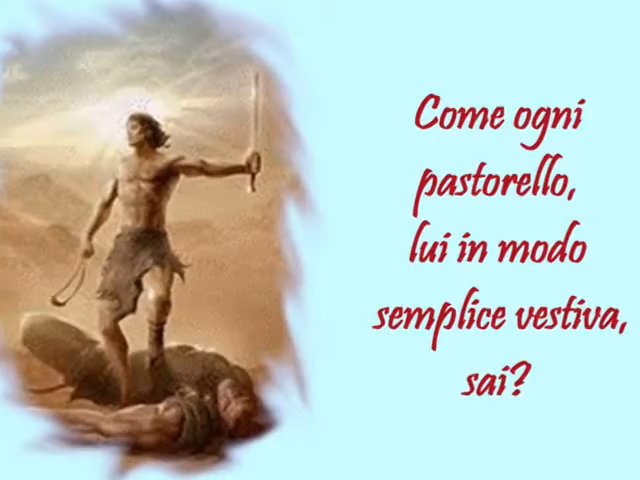 Come ogni
pastorello,
lui in modo
semplice vestiva,
sai?